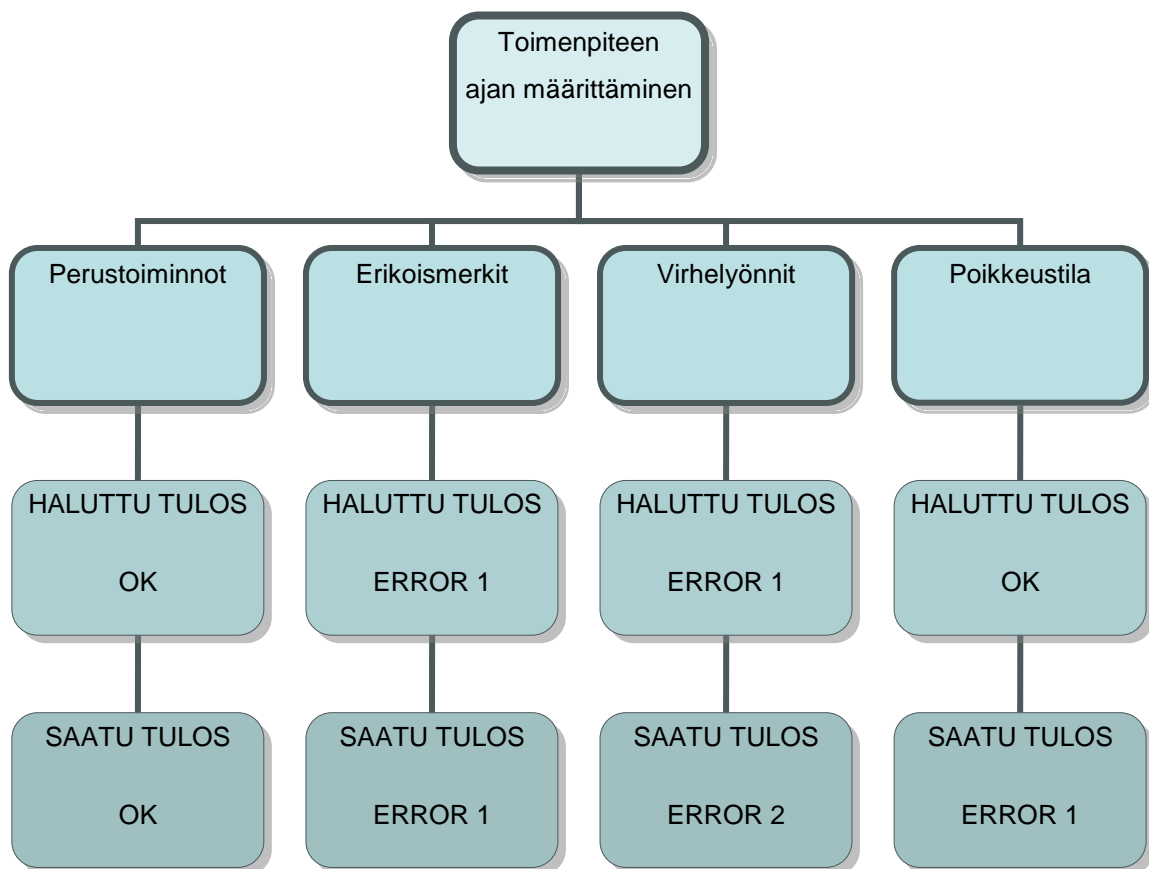 Toimenpiteen
ajan määrittäminen
Perustoiminnot
Erikoismerkit
Virhelyönnit
Poikkeustila
HALUTTU TULOS
OK
HALUTTU TULOS
ERROR 1
HALUTTU TULOS
ERROR 1
HALUTTU TULOS
OK
SAATU TULOS
OK
SAATU TULOS
ERROR 1
SAATU TULOS
ERROR 2
SAATU TULOS
ERROR 1